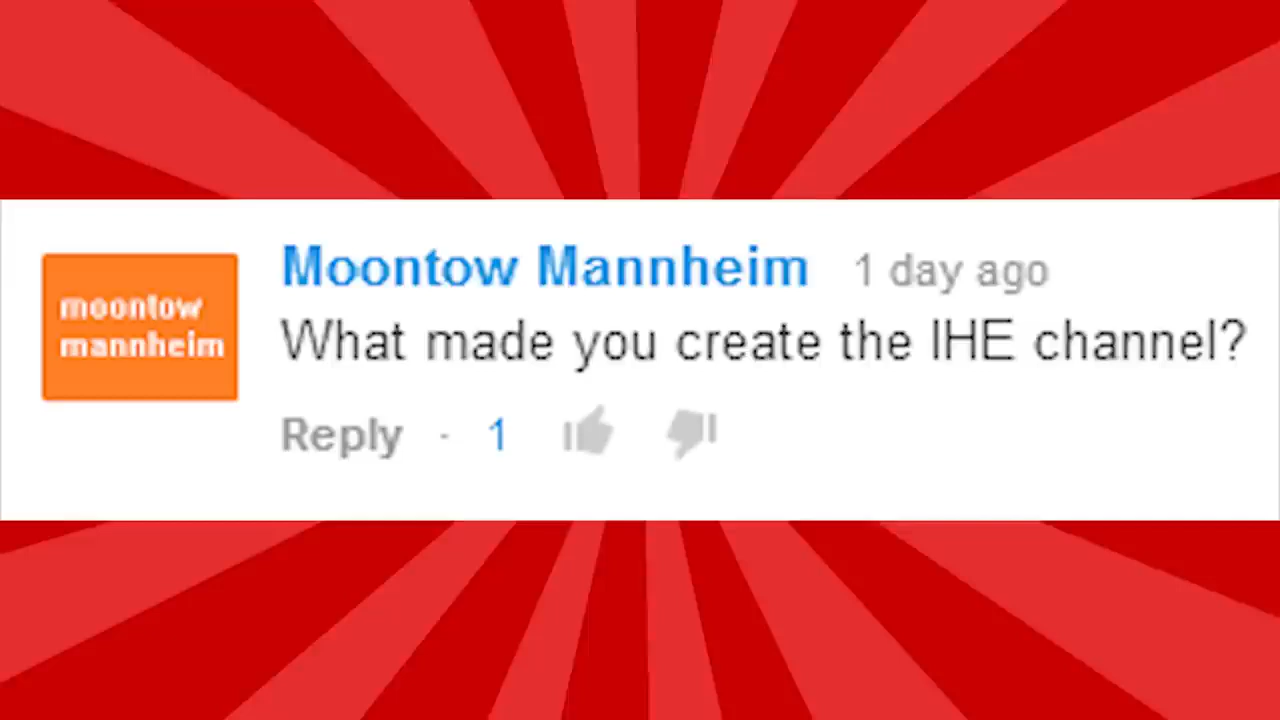 moontow
mannheim
Moontow Mannheim 1 day ago
What made you create the IHE channel?
Reply · 1